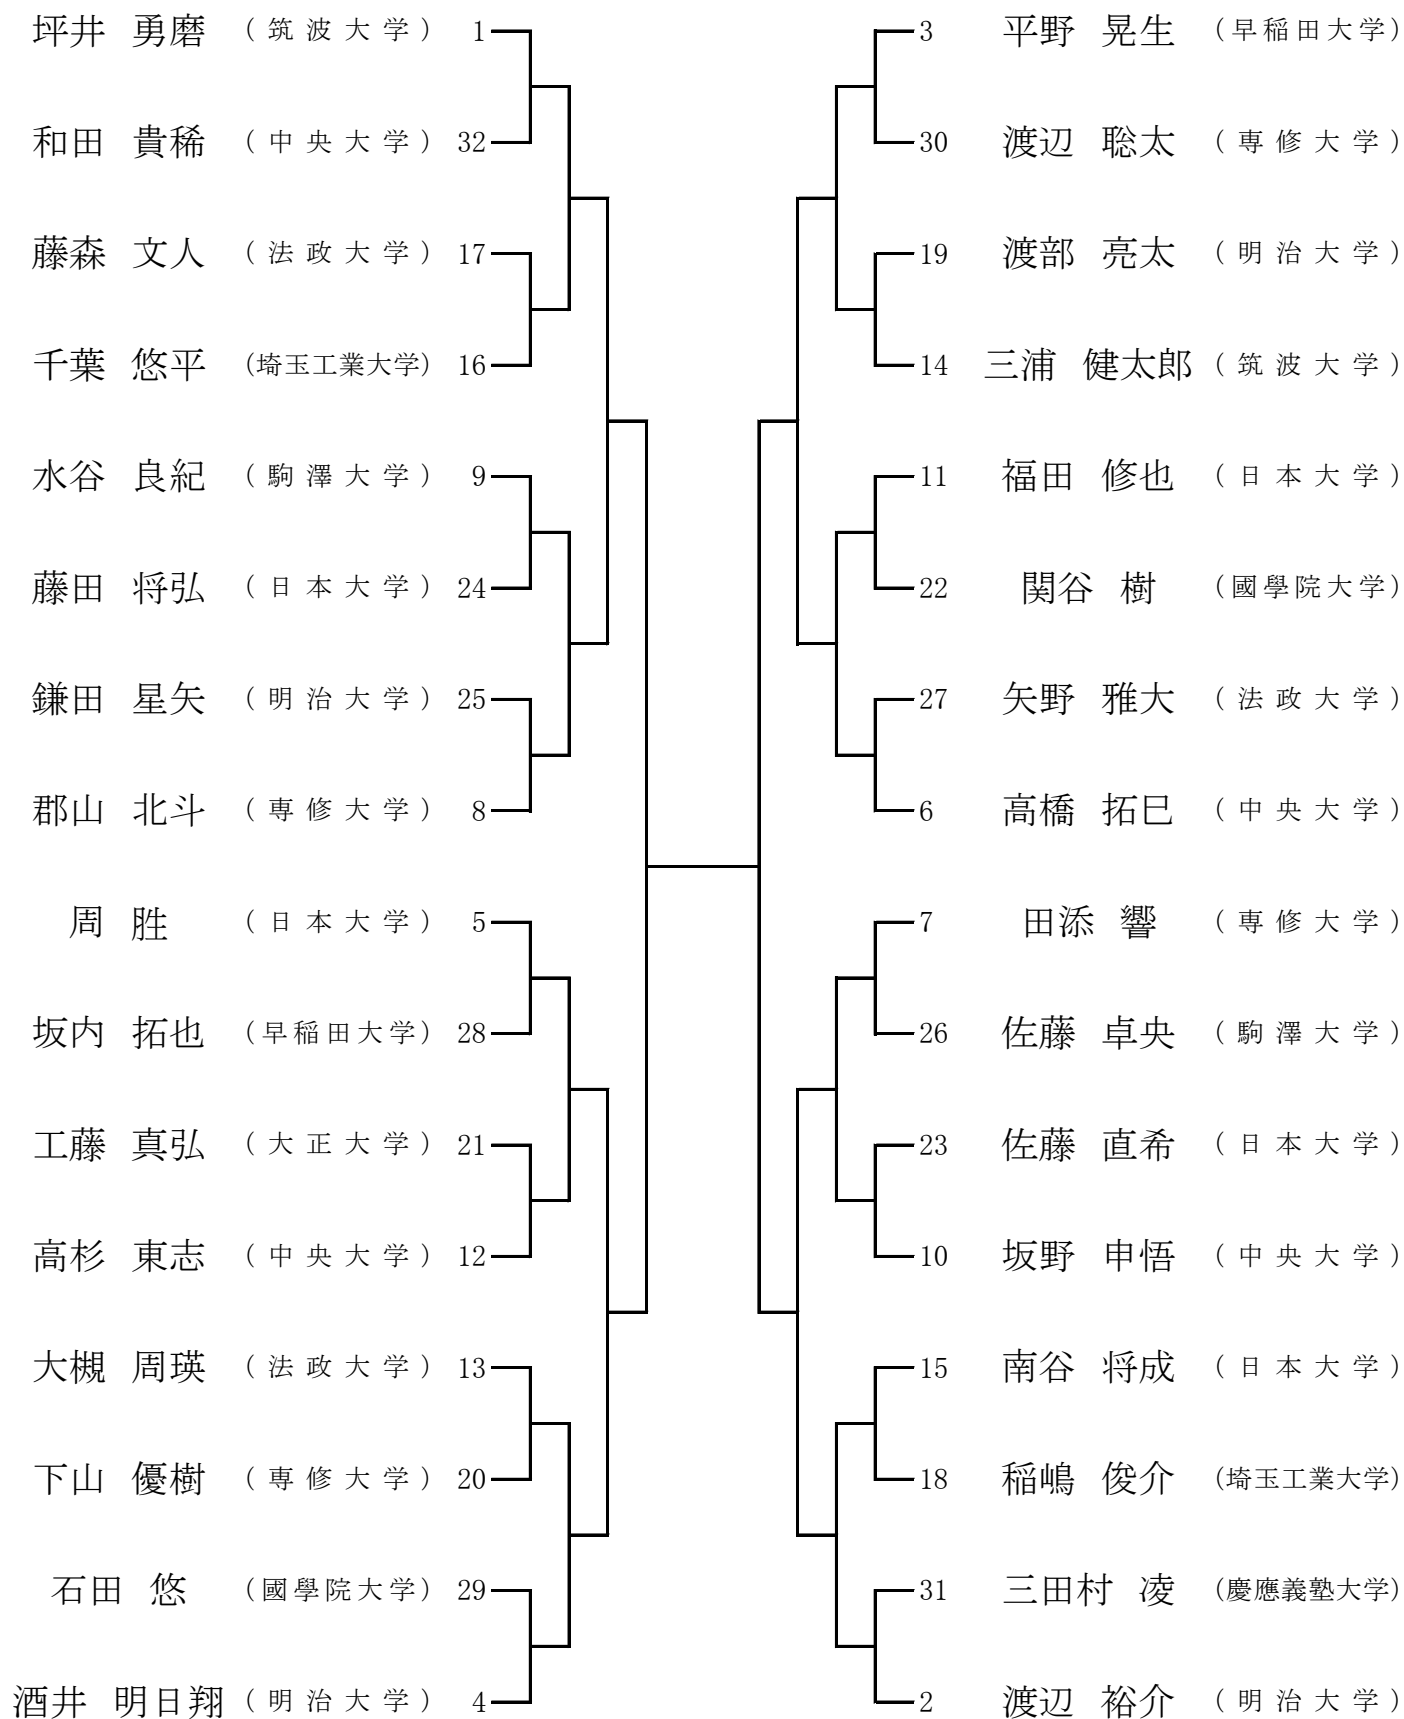 坪井 勇磨 (筑波大学) 1
和田 貴稀 (中央大学) 32
藤森 文人 (法政大学) 17
千葉 悠平 (埼玉工業大学) 16
水谷 良紀 (駒澤大学) 9
藤田 将弘 (日本大学) 24
鎌田 星矢 (明治大学) 25
郡山 北斗 (専修大学) 8
周 胜 (日本大学) 5
坂内 拓也 (早稲田大学) 28
工藤 真弘 (大正大学) 21
高杉 東志 (中央大学) 12
大槻 周瑛 (法政大学) 13
下山 優樹 (専修大学) 20
石田 悠 (國學院大学) 29
酒井 明日翔 (明治大学) 4
3 平野 晃生 (早稲田大学)
30 渡辺 聡太 (専修大学)
19 渡部 亮太 (明治大学)
14 三浦 健太郎 (筑波大学)
11 福田 修也 (日本大学)
22 関谷 樹 (國學院大学)
27 矢野 雅大 (法政大学)
6 高橋 拓巳 (中央大学)
7 田添 響 (専修大学)
26 佐藤 卓央 (駒澤大学)
23 佐藤 直希 (日本大学)
10 坂野 申悟 (中央大学)
15 南谷 将成 (日本大学)
18 稲嶋 俊介 (埼玉工業大学)
31 三田村 凌 (慶應義塾大学)
2 渡辺 裕介 (明治大学)